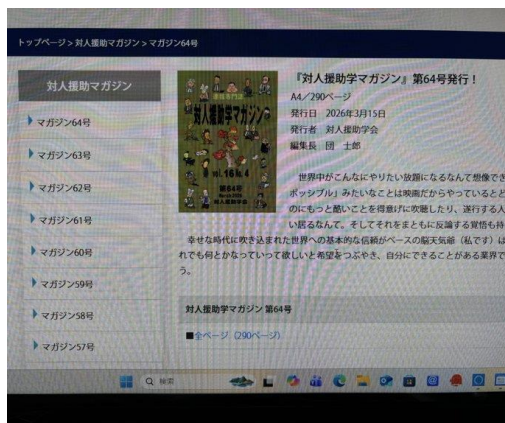 トップページ > 対人援助マガジン > マガジン64号
対人援助マガジン
マガジン64号
マガジン63号
マガジン62号
マガジン61号
マガジン60号
マガジン59号
マガジン58号
マガジン57号
対人援助学マガジン
vol.16 No.4
第64号
対人援助学会
『対人援助学マガジン』第64号発行！
A4／290ページ
発行日 2026年3月15日
発行者 対人援助学会
編集長 団 士郎
世界中がこんなにやりたい放題になるなんて想像でき
ポッシブル」みたいなことは映画だからやっているとと
のにもっと酷いことを得意げに吹聴したり、遂行する人
い居るなんて。そしてそれをまともに反論する覚悟も持
幸せな時代に吹き込まれた世界への基本的な信頼がベースの脳天気爺（私です）は
れでも何とかなっていって欲しいと希望をつぶやき、自分にできることがある業界で
う。
対人援助学マガジン 第64号
■全ページ（290ページ）
検索